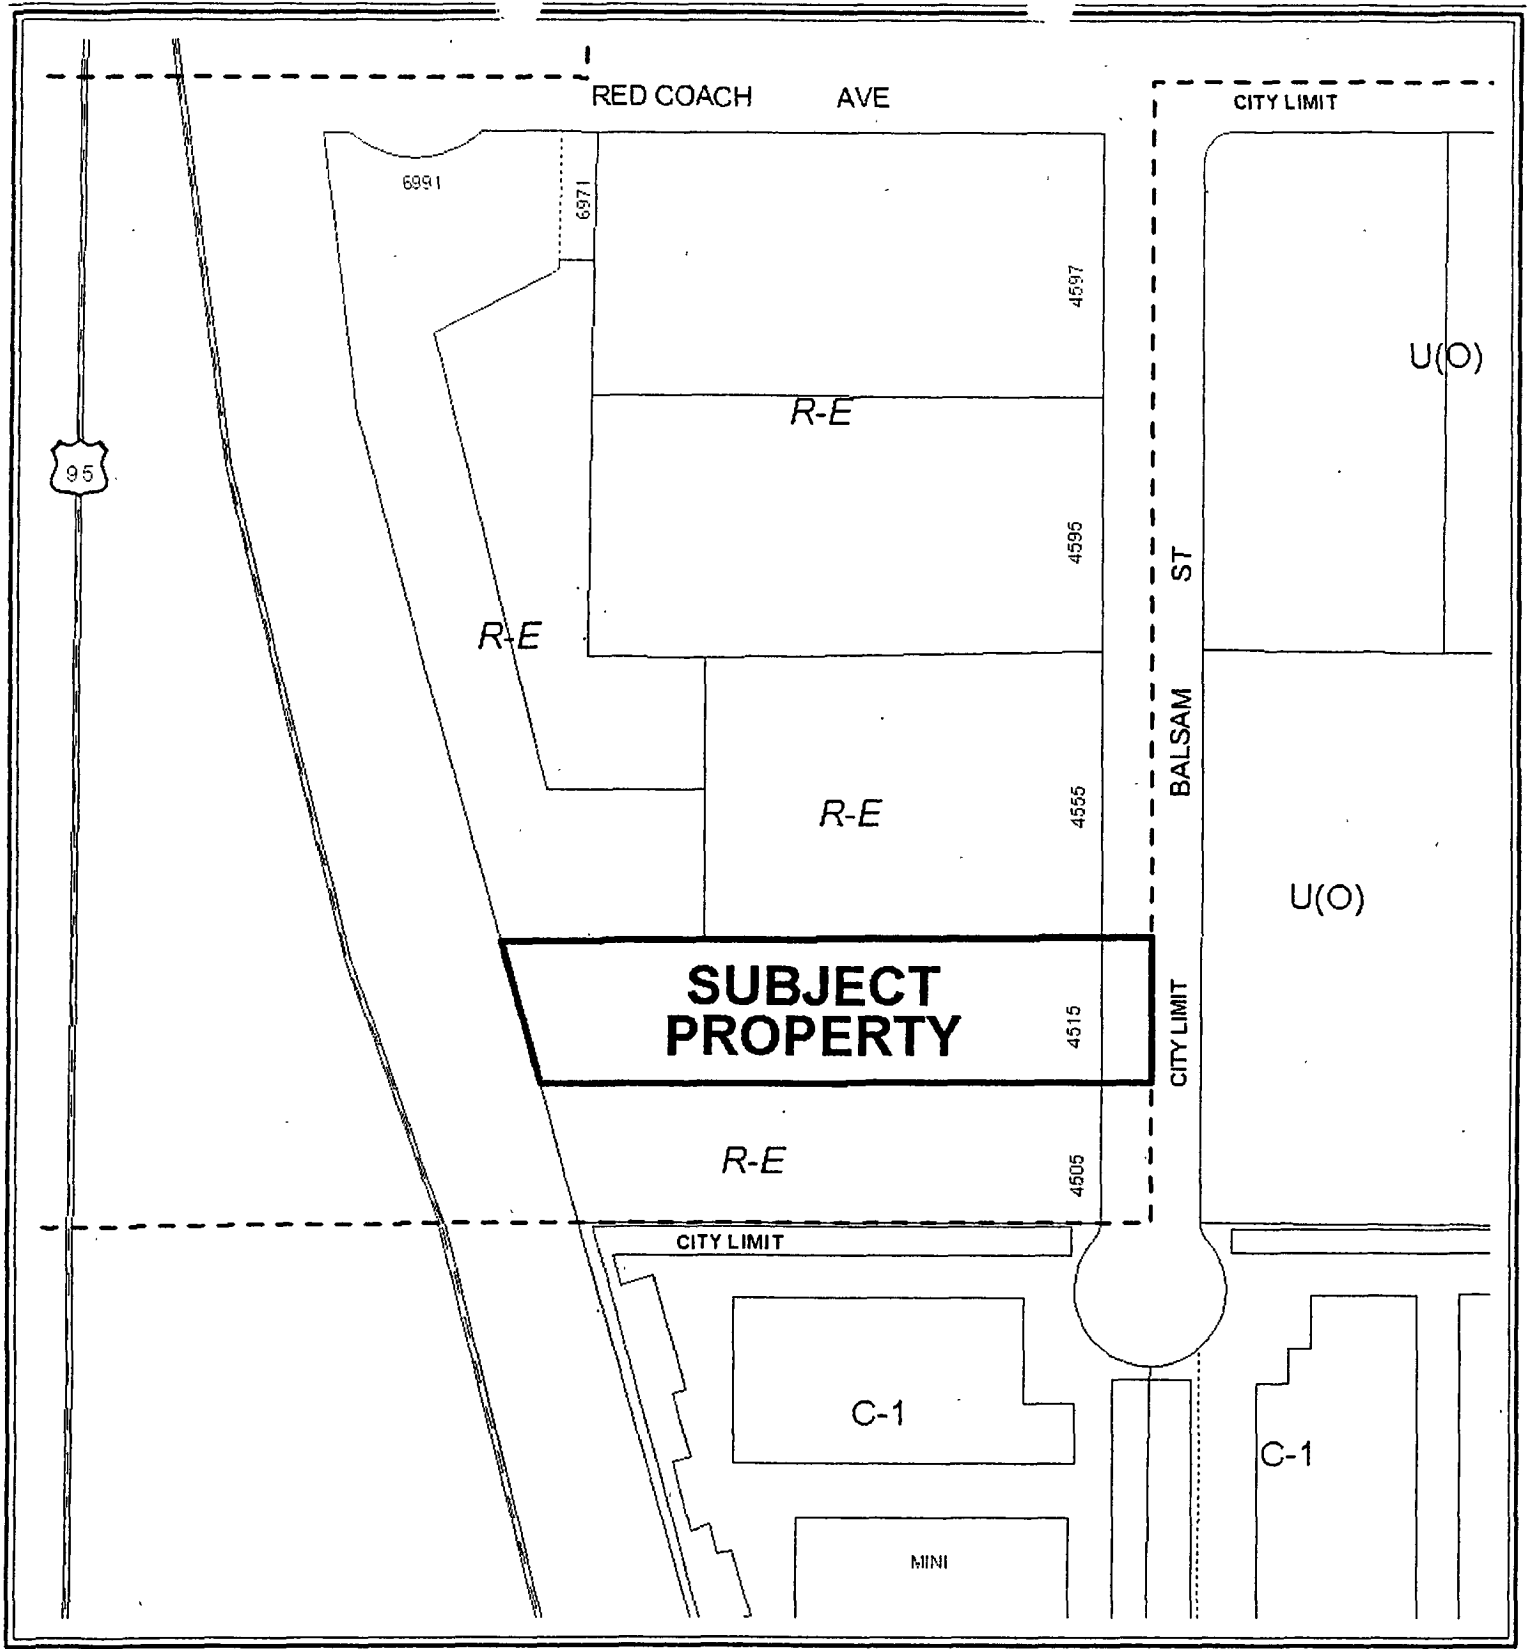 RED COACH AVE
CITY LIMIT
6991
6971
4597
U(O)
R-E
95
4595
BALSAM ST
R-E
R-E
4555
U(O)
SUBJECT
PROPERTY
4515
CITY LIMIT
R-E
4505
CITY LIMIT
C-1
C-1
MINI